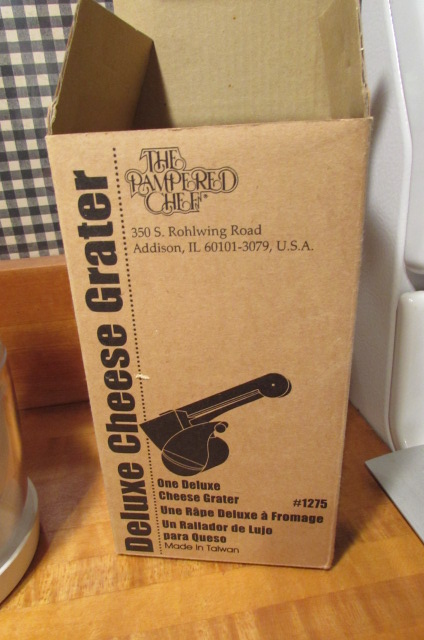 THE
PAMPERED
CHEF®
350 S. Rohlwing Road
Addison, IL 60101-3079, U.S.A.
Deluxe Cheese Grater
One Deluxe
Cheese Grater
#1275
Une Râpe Deluxe à Fromage
Un Rallador de Lujo
para Queso
Made in Taiwan